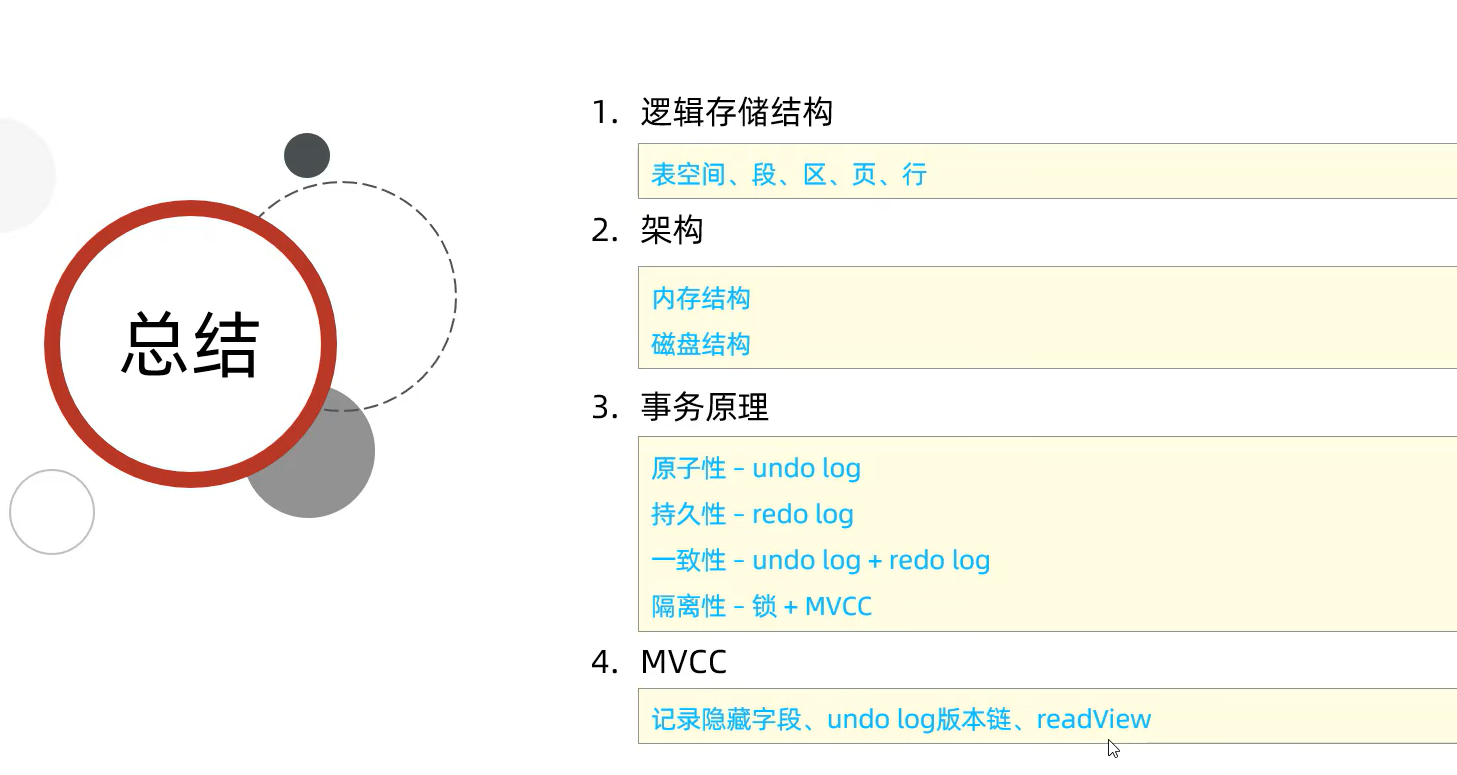 总结
1. 逻辑存储结构
表空间、段、区、页、行
2. 架构
内存结构
磁盘结构
3. 事务原理
原子性 – undo log
持久性 – redo log
一致性 – undo log + redo log
隔离性 – 锁 + MVCC
4. MVCC
记录隐藏字段、undo log版本链、readView